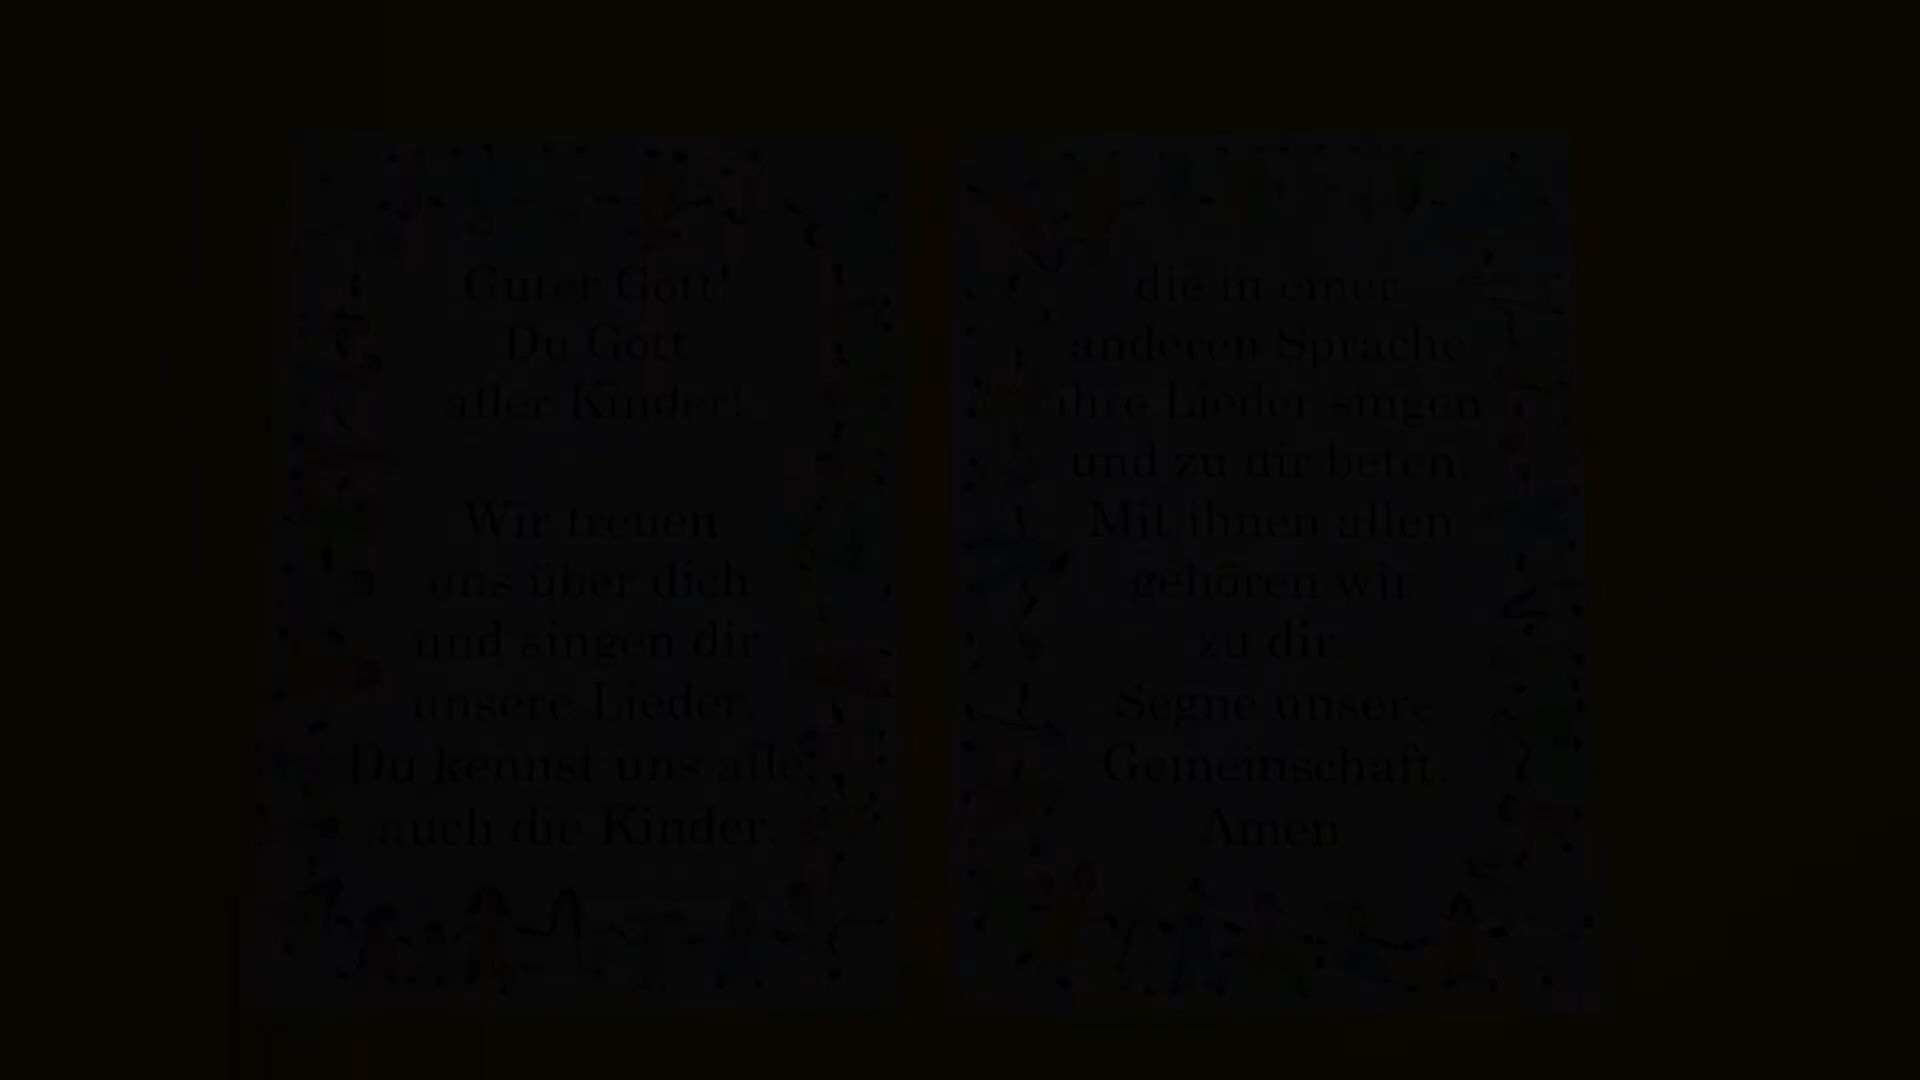 Guter Gott!
Du Gott
aller Kinder!
Wir freuen
uns über dich
und singen dir
unsere Lieder.
Du kennst uns alle,
auch die Kinder,
die in einer
anderen Sprache
ihre Lieder singen
und zu dir beten.
Mit ihnen allen
gehören wir
zu dir.
Segne unsere
Gemeinschaft.
Amen